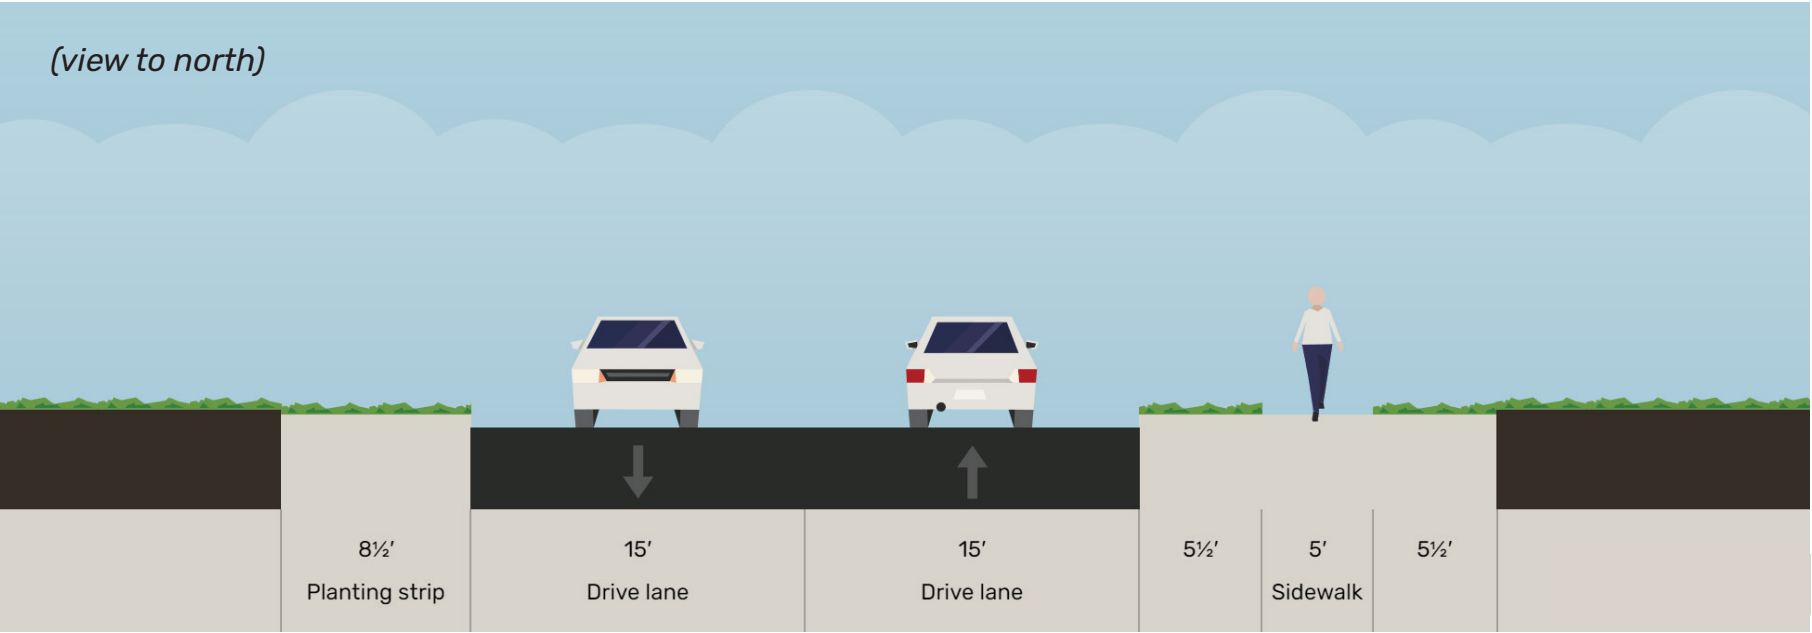 (view to north)
8½′ 15′ 15′ 5½′ 5′ 5½′
Planting strip Drive lane Drive lane Sidewalk